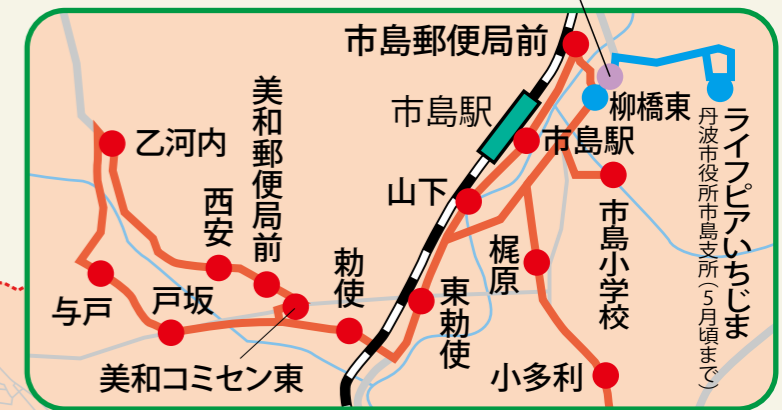 市島郵便局前
市島駅
柳橋東
市島駅
ライフピアいちじま
丹波市役所市島支所(5月頃まで)
乙河内
美和郵便局前
西安
山下
市島小学校
梶原
勅使
東勅使
与戸
戸坂
美和コミセン東
小多利